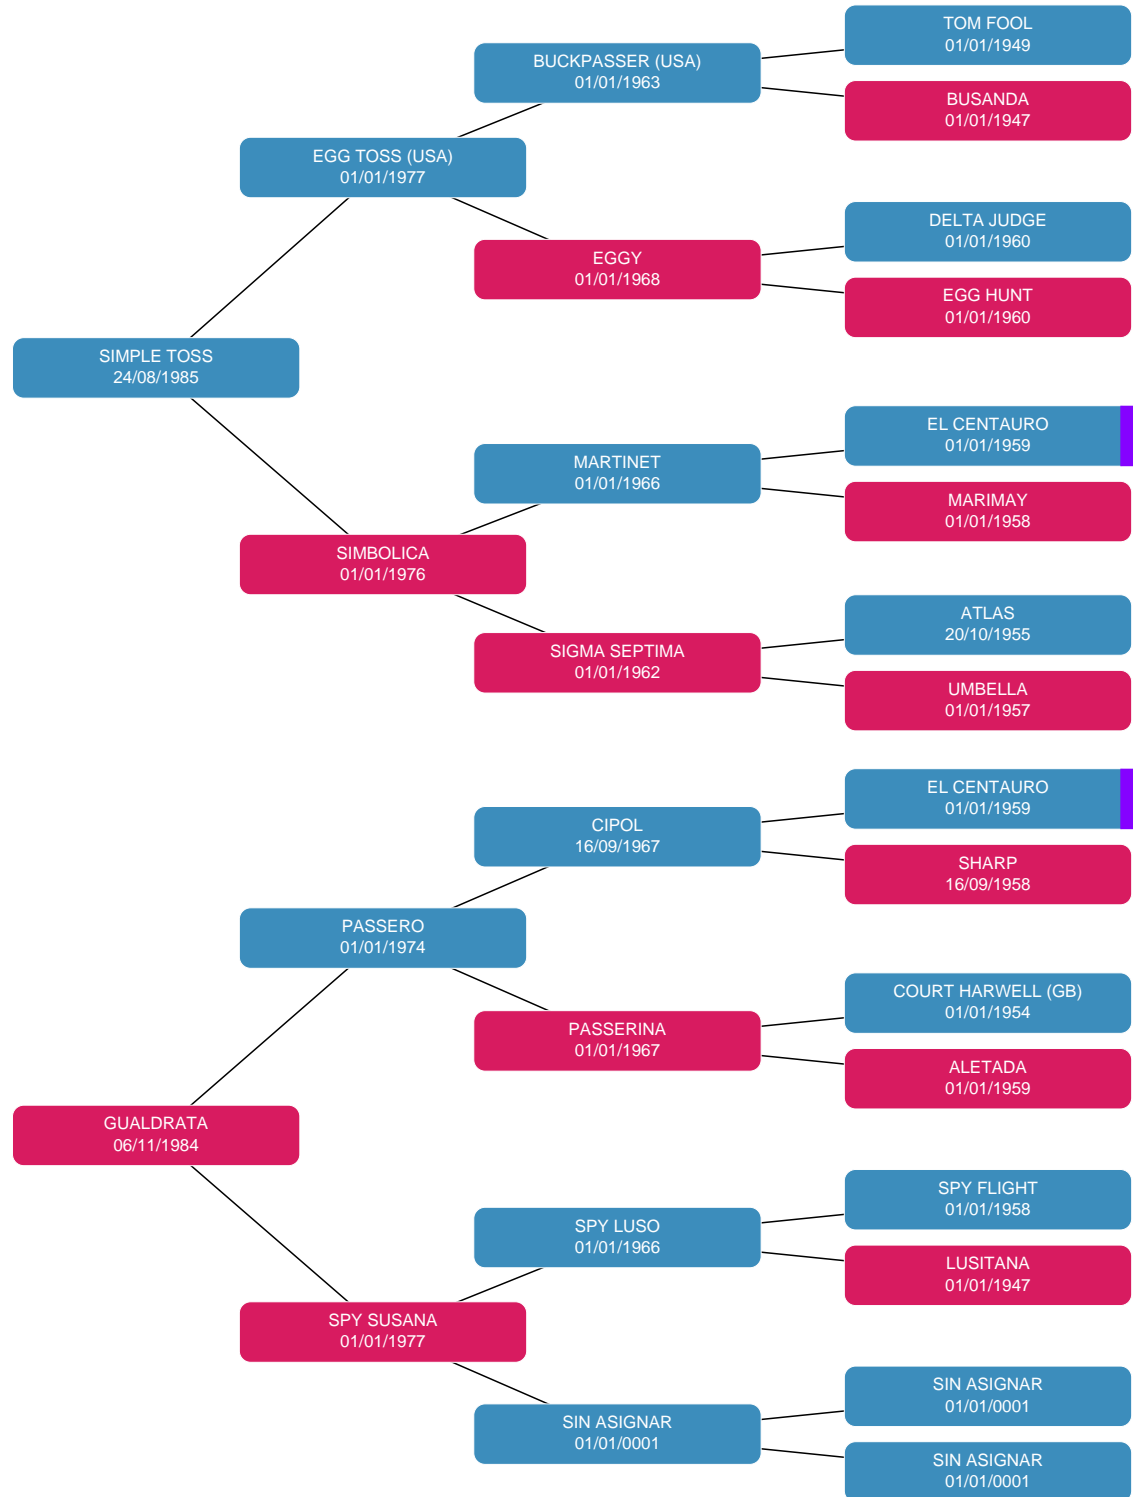 TOM FOOL
01/01/1949
BUCKPASSER (USA)
01/01/1963
BUSANDA
01/01/1947
EGG TOSS (USA)
01/01/1977
DELTA JUDGE
01/01/1960
EGGY
01/01/1968
EGG HUNT
01/01/1960
SIMPLE TOSS
24/08/1985
EL CENTAURO
01/01/1959
MARTINET
01/01/1966
MARIMAY
01/01/1958
SIMBOLICA
01/01/1976
ATLAS
20/10/1955
SIGMA SEPTIMA
01/01/1962
UMBELLA
01/01/1957
EL CENTAURO
01/01/1959
CIPOL
16/09/1967
SHARP
16/09/1958
PASSERO
01/01/1974
COURT HARWELL (GB)
01/01/1954
PASSERINA
01/01/1967
ALETADA
01/01/1959
GUALDRATA
06/11/1984
SPY FLIGHT
01/01/1958
SPY LUSO
01/01/1966
LUSITANA
01/01/1947
SPY SUSANA
01/01/1977
SIN ASIGNAR
01/01/0001
SIN ASIGNAR
01/01/0001
SIN ASIGNAR
01/01/0001